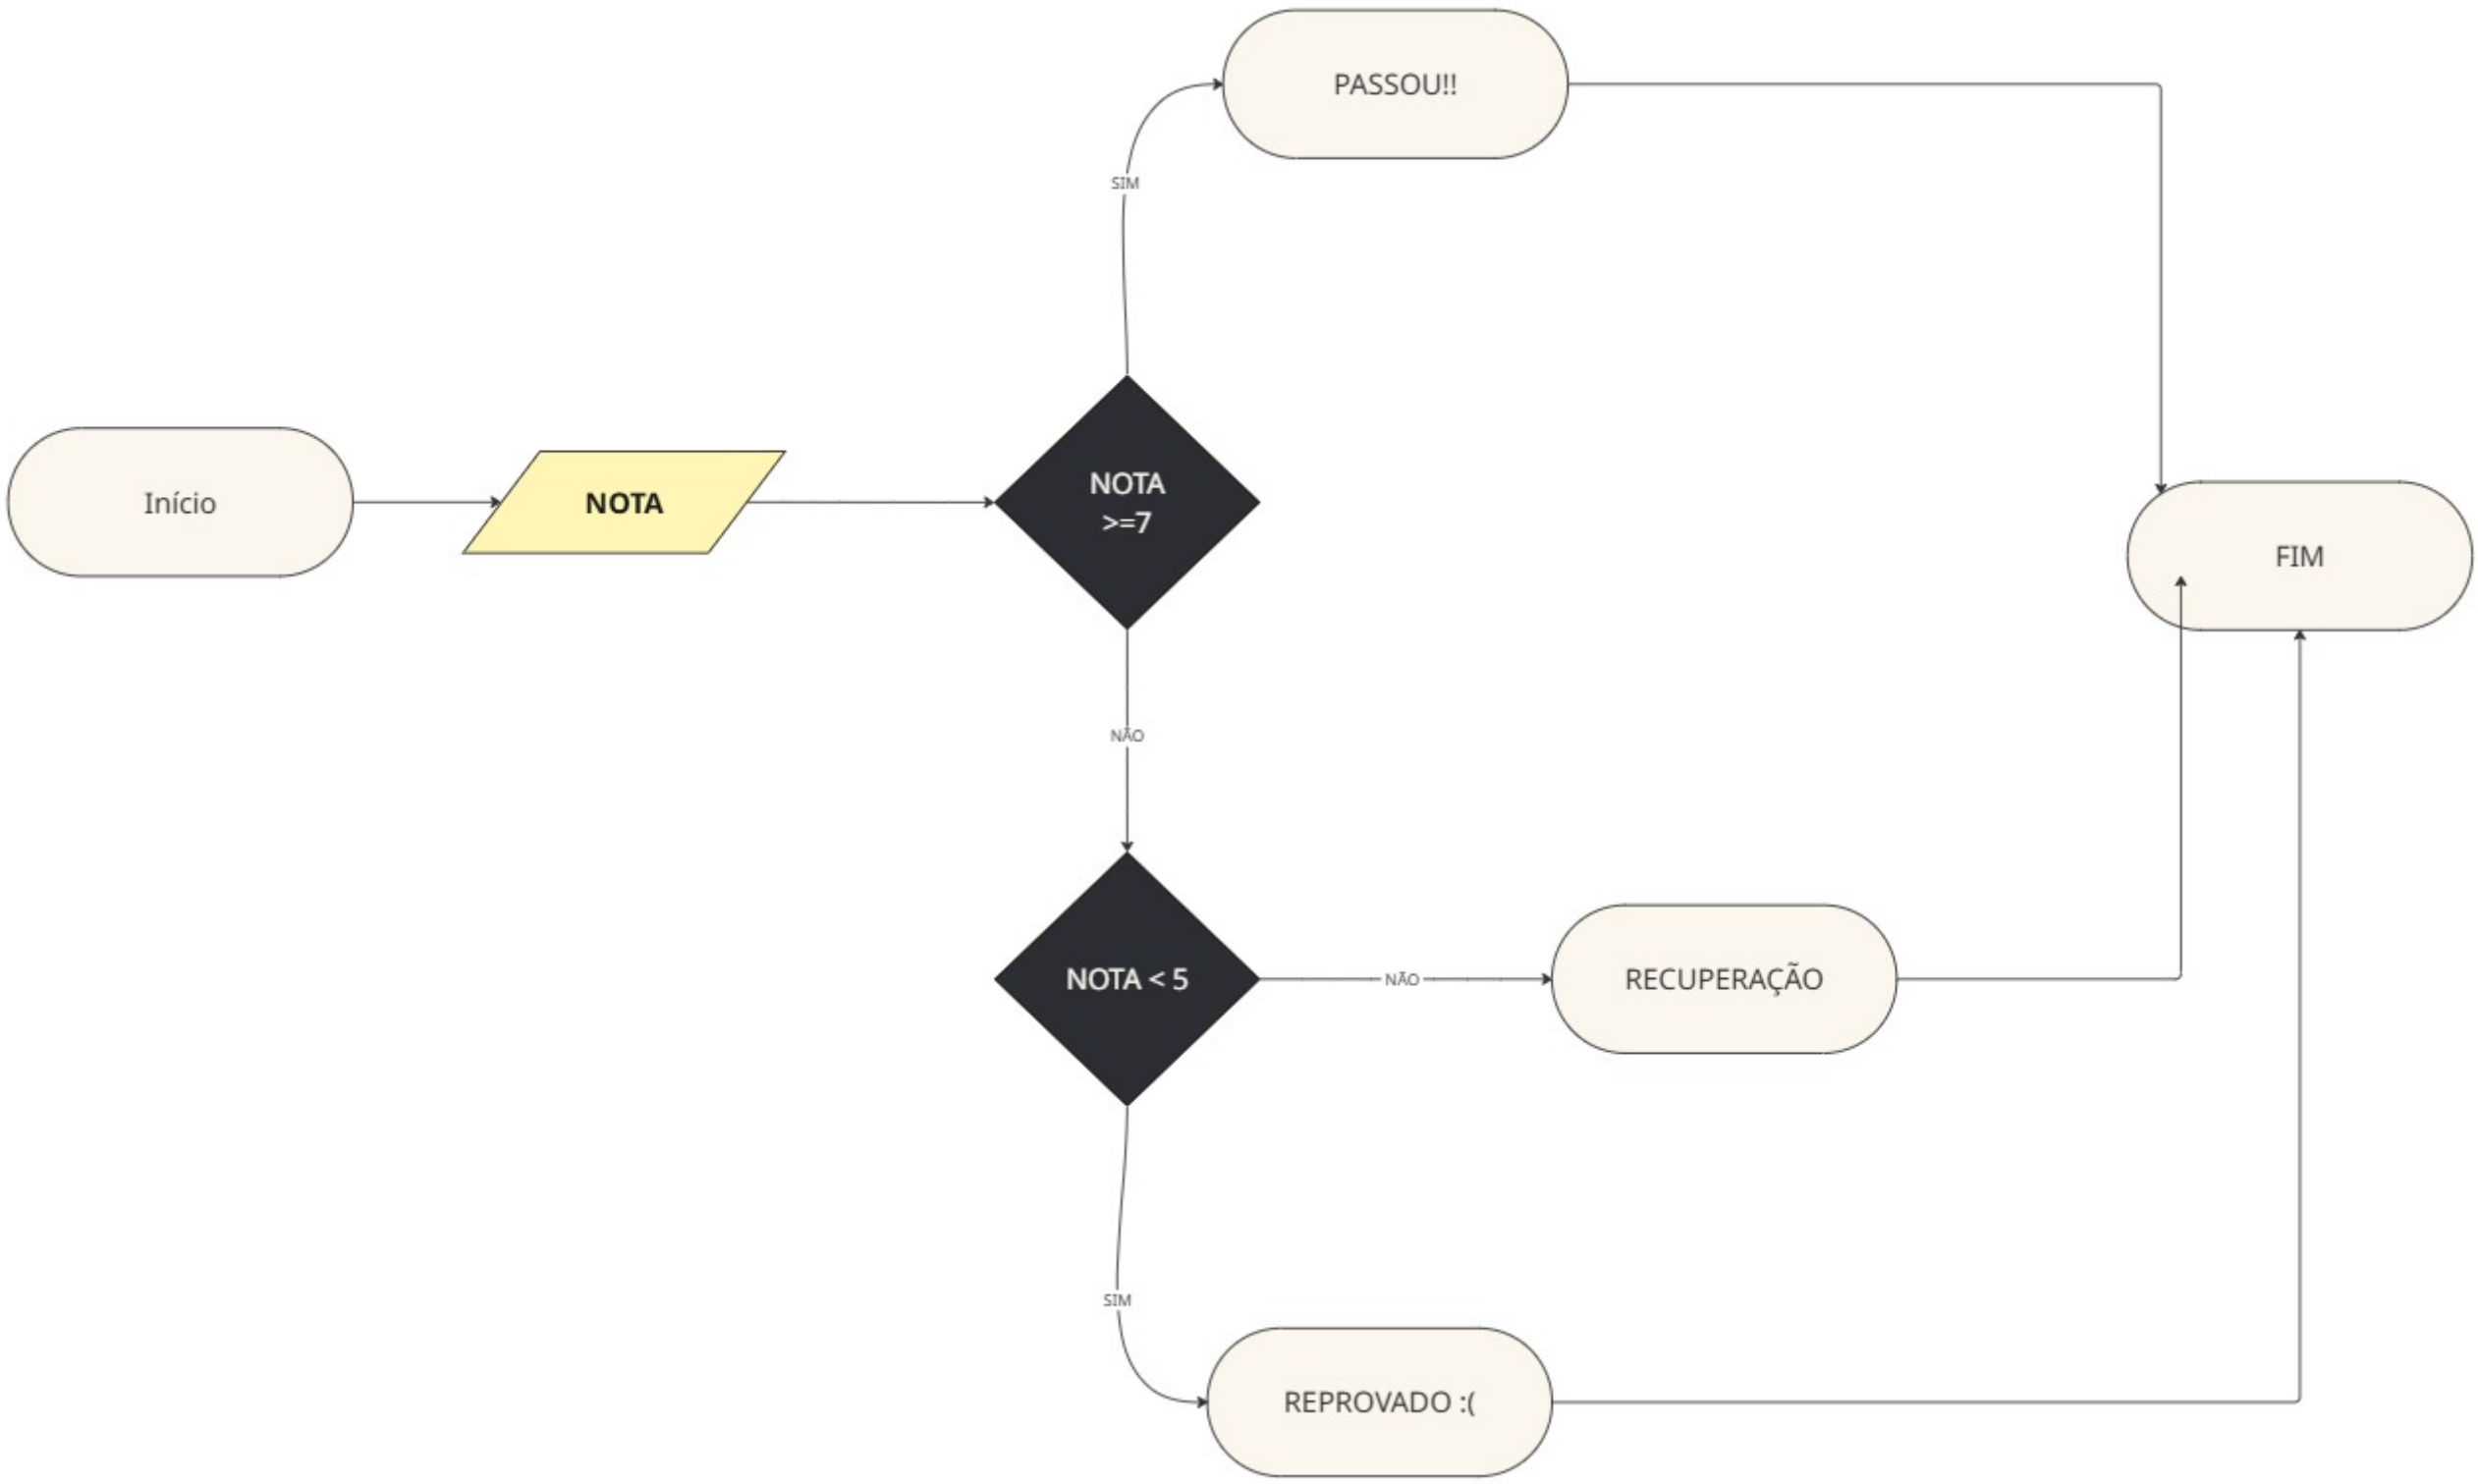 PASSOU!!
SIM
Início
NOTA
NOTA
>=7
FIM
NÃO
NOTA < 5
NÃO
RECUPERAÇÃO
SIM
REPROVADO :(